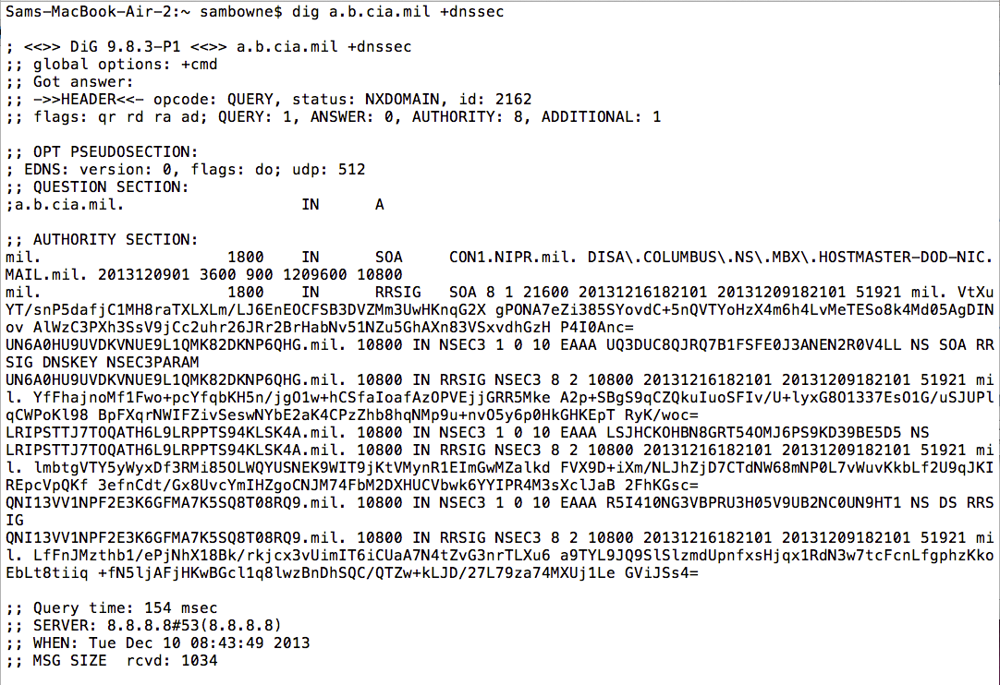 Sams-MacBook-Air-2:~ sambowne$ dig a.b.cia.mil +dnssec
; <<>> DiG 9.8.3-P1 <<>> a.b.cia.mil +dnssec
;; global options: +cmd
;; Got answer:
;; ->>HEADER<<- opcode: QUERY, status: NXDOMAIN, id: 2162
;; flags: qr rd ra ad; QUERY: 1, ANSWER: 0, AUTHORITY: 8, ADDITIONAL: 1
;; OPT PSEUDOSECTION:
; EDNS: version: 0, flags: do; udp: 512
;; QUESTION SECTION:
;a.b.cia.mil. IN A
;; AUTHORITY SECTION:
mil. 1800 IN SOA CON1.NIPR.mil. DISA\.COLUMBUS\.NS\.MBX\.HOSTMASTER-DOD-NIC.
MAIL.mil. 2013120901 3600 900 1209600 10800
mil. 1800 IN RRSIG SOA 8 1 21600 20131216182101 20131209182101 51921 mil. VtXu
YT/snP5dafjC1MH8raTXLXLm/LJ6EnEOCFSB3DVZMm3UwHKnqG2X gPONA7eZi385SYovdC+5nQVTYoHzX4m6h4LvMeTESo8k4Md05AgDIN
ov AlWzC3PXh3SsV9jCc2uhr26JRr2BrHabNv51NZu5GhAXn83VSxvdhGzH P4I0Anc=
UN6A0HU9UVDKVNUE9L1QMK82DKNP6QHG.mil. 10800 IN NSEC3 1 0 10 EAAA UQ3DUC8QJRQ7B1FSFE0J3ANEN2R0V4LL NS SOA RR
SIG DNSKEY NSEC3PARAM
UN6A0HU9UVDKVNUE9L1QMK82DKNP6QHG.mil. 10800 IN RRSIG NSEC3 8 2 10800 20131216182101 20131209182101 51921 mi
l. YfFhajnoMf1Fwo+pcYfqbKH5n/jgO1w+hCSfaIoafAzOPVEjjGRR5Mke A2p+SBgS9qCZQkuIuoSFIv/U+lyxG8O1337EsO1G/uSJUPl
qCWPoKl98 BpFXqrNWIFZivSeswNYbE2aK4CPzZhb8hqNMp9u+nvO5y6p0HkGHKEpT RyK/woc=
LRIPSTTJ7TOQATH6L9LRPPTS94KLSK4A.mil. 10800 IN NSEC3 1 0 10 EAAA LSJHCKOHBN8GRT54OMJ6PS9KD39BE5D5 NS
LRIPSTTJ7TOQATH6L9LRPPTS94KLSK4A.mil. 10800 IN RRSIG NSEC3 8 2 10800 20131216182101 20131209182101 51921 mi
l. lmbtgVTY5yWyxDf3RMi85OLWQYUSNEK9WIT9jKtVMynR1EImGwMZalkd FVX9D+iXm/NLJhZjD7CTdNW68mNP0L7vWuvKkbLf2U9qJKI
REpcVpQKf 3efnCdt/Gx8UvcYmIHZgoCNJM74FbM2DXHUCVbwk6YYIPR4M3sXclJaB 2FhKGsc=
QNI13VV1NPF2E3K6GFMA7K5SQ8T08RQ9.mil. 10800 IN NSEC3 1 0 10 EAAA R5I410NG3VBPRU3H05V9UB2NC0UN9HT1 NS DS RRS
IG
QNI13VV1NPF2E3K6GFMA7K5SQ8T08RQ9.mil. 10800 IN RRSIG NSEC3 8 2 10800 20131216182101 20131209182101 51921 mi
l. LfFnJMzthb1/ePjNhX18Bk/rkjcx3vUimIT6iCUaA7N4tZvG3nrTLXu6 a9TYL9JQ9SlSlzmdUpnfxsHjqx1RdN3w7tcFcnLfgphzKko
EbLt8tiiq +fN5ljAFjHKwBGcl1q8lwzBnDhSQC/QTZw+kLJD/27L79za74MXUj1Le GViJSs4=
;; Query time: 154 msec
;; SERVER: 8.8.8.8#53(8.8.8.8)
;; WHEN: Tue Dec 10 08:43:49 2013
;; MSG SIZE rcvd: 1034